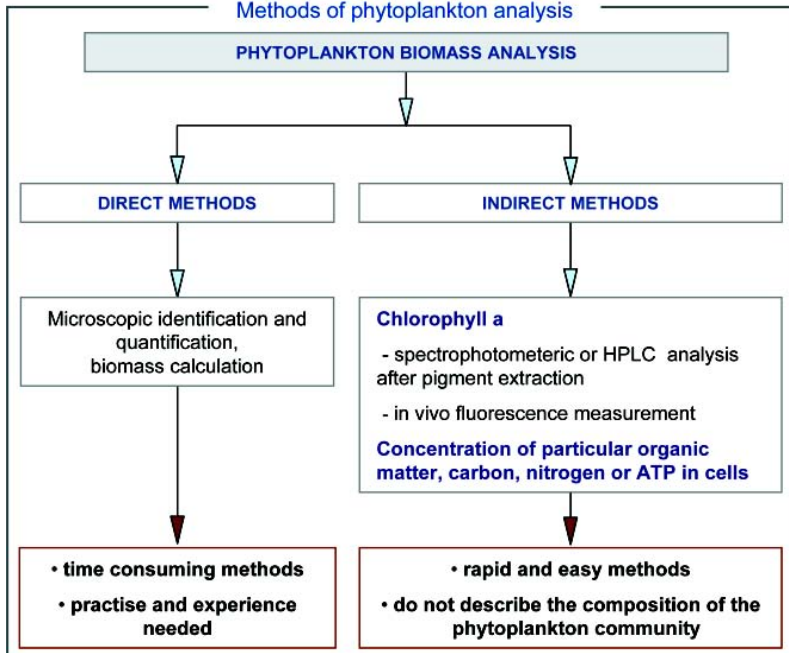 Methods of phytoplankton analysis
PHYTOPLANKTON BIOMASS ANALYSIS
DIRECT METHODS
INDIRECT METHODS
Microscopic identification and
quantification,
biomass calculation
Chlorophyll a
- spectrophotometeric or HPLC analysis
after pigment extraction
- in vivo fluorescence measurement
Concentration of particular organic
matter, carbon, nitrogen or ATP in cells
• time consuming methods
• practise and experience
needed
• rapid and easy methods
• do not describe the composition of the
phytoplankton community